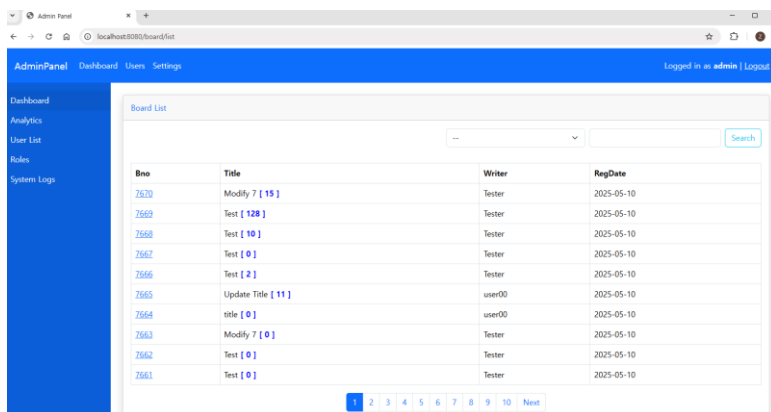 Admin Panel
localhost:8080/board/list
AdminPanel Dashboard Users Settings Logged in as admin | Logout
Dashboard
Analytics
User List
Roles
System Logs
Board List
-- Search
Bno Title Writer RegDate
7670 Modify 7 [ 15 ] Tester 2025-05-10
7669 Test [ 128 ] Tester 2025-05-10
7668 Test [ 10 ] Tester 2025-05-10
7667 Test [ 0 ] Tester 2025-05-10
7666 Test [ 2 ] Tester 2025-05-10
7665 Update Title [ 11 ] user00 2025-05-10
7664 title [ 0 ] user00 2025-05-10
7663 Modify 7 [ 0 ] Tester 2025-05-10
7662 Test [ 0 ] Tester 2025-05-10
7661 Test [ 0 ] Tester 2025-05-10
1 2 3 4 5 6 7 8 9 10 Next